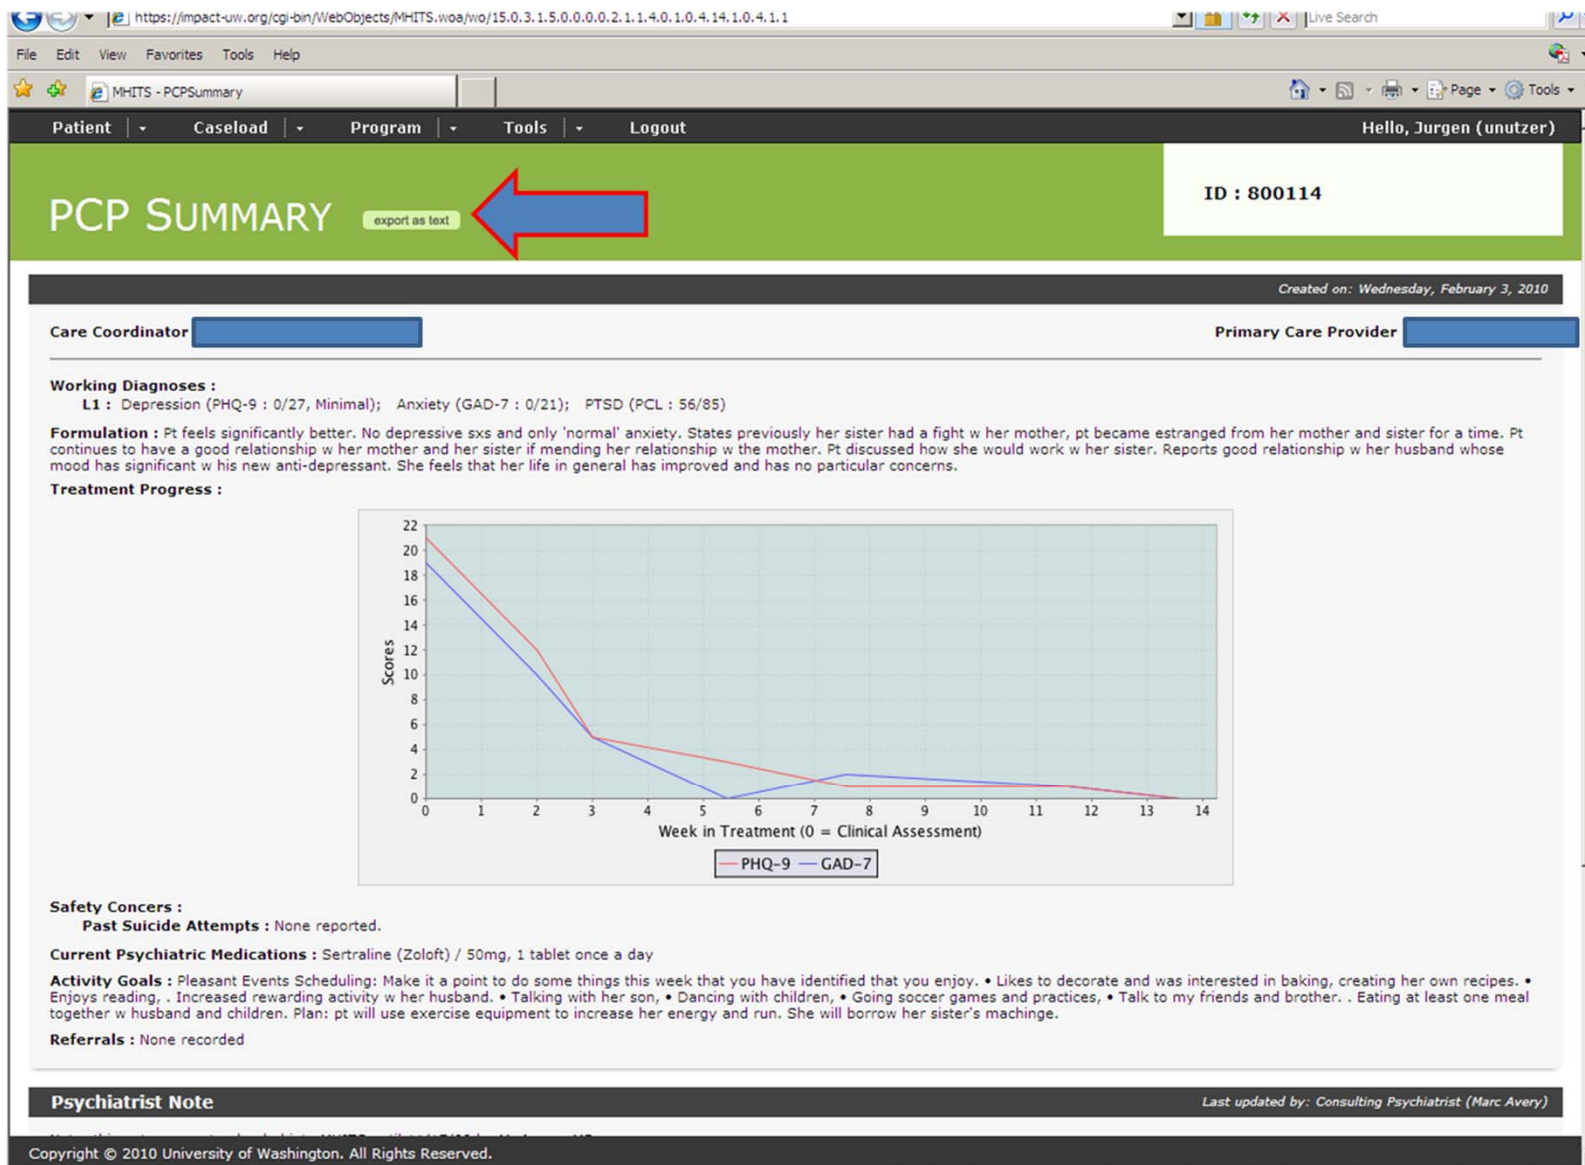 https://impact-uw.org/cgi-bin/WebObjects/MHITS.woa/wo/15.0.3.1.5.0.0.0.0.2.1.1.4.0.1.0.4.14.1.0.4.1.1
Live Search
File Edit View Favorites Tools Help
MHITS - PCPSummary
Page Tools
Patient Caseload Program Tools Logout Hello, Jurgen (unutzer)
PCP SUMMARY export as text
ID : 800114
Created on: Wednesday, February 3, 2010
Care Coordinator Primary Care Provider
Working Diagnoses :
L1 : Depression (PHQ-9 : 0/27, Minimal); Anxiety (GAD-7 : 0/21); PTSD (PCL : 56/85)
Formulation : Pt feels significantly better. No depressive sxs and only 'normal' anxiety. States previously her sister had a fight w her mother, pt became estranged from her mother and sister for a time. Pt
continues to have a good relationship w her mother and her sister if mending her relationship w the mother. Pt discussed how she would work w her sister. Reports good relationship w her husband whose
mood has significant w his new anti-depressant. She feels that her life in general has improved and has no particular concerns.
Treatment Progress :
22
20
18
16
14
12
10
8
6
4
2
0
Scores
0 1 2 3 4 5 6 7 8 9 10 11 12 13 14
Week in Treatment (0 = Clinical Assessment)
PHQ-9 GAD-7
Safety Concers :
Past Suicide Attempts : None reported.
Current Psychiatric Medications : Sertraline (Zoloft) / 50mg, 1 tablet once a day
Activity Goals : Pleasant Events Scheduling: Make it a point to do some things this week that you have identified that you enjoy. • Likes to decorate and was interested in baking, creating her own recipes. •
Enjoys reading, . Increased rewarding activity w her husband. • Talking with her son, • Dancing with children, • Going soccer games and practices, • Talk to my friends and brother. . Eating at least one meal
together w husband and children. Plan: pt will use exercise equipment to increase her energy and run. She will borrow her sister's machinge.
Referrals : None recorded
Psychiatrist Note Last updated by: Consulting Psychiatrist (Marc Avery)
Copyright © 2010 University of Washington. All Rights Reserved.